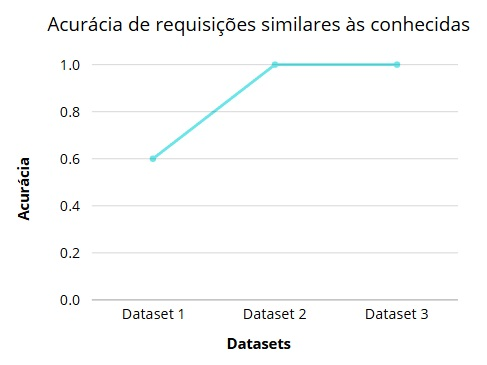 Acurácia de requisições similares às conhecidas
1.0
0.8
0.6
0.4
0.2
0.0
Acurácia
Dataset 1
Dataset 2
Dataset 3
Datasets